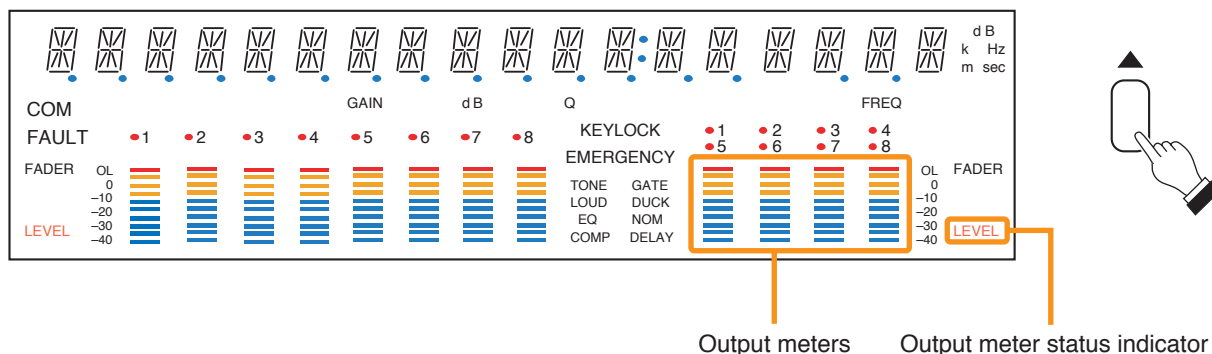 d B
k Hz
m sec
COM
GAIN d B Q FREQ
FAULT 1 2 3 4 5 6 7 8 KEYLOCK 1 2 3 4
EMERGENCY 5 6 7 8
FADER OL TONE GATE OL FADER
0 LOUD DUCK 0
–10 EQ NOM –10
–20 COMP DELAY –20
LEVEL –30 –30 LEVEL
–40 –40
Output meters Output meter status indicator